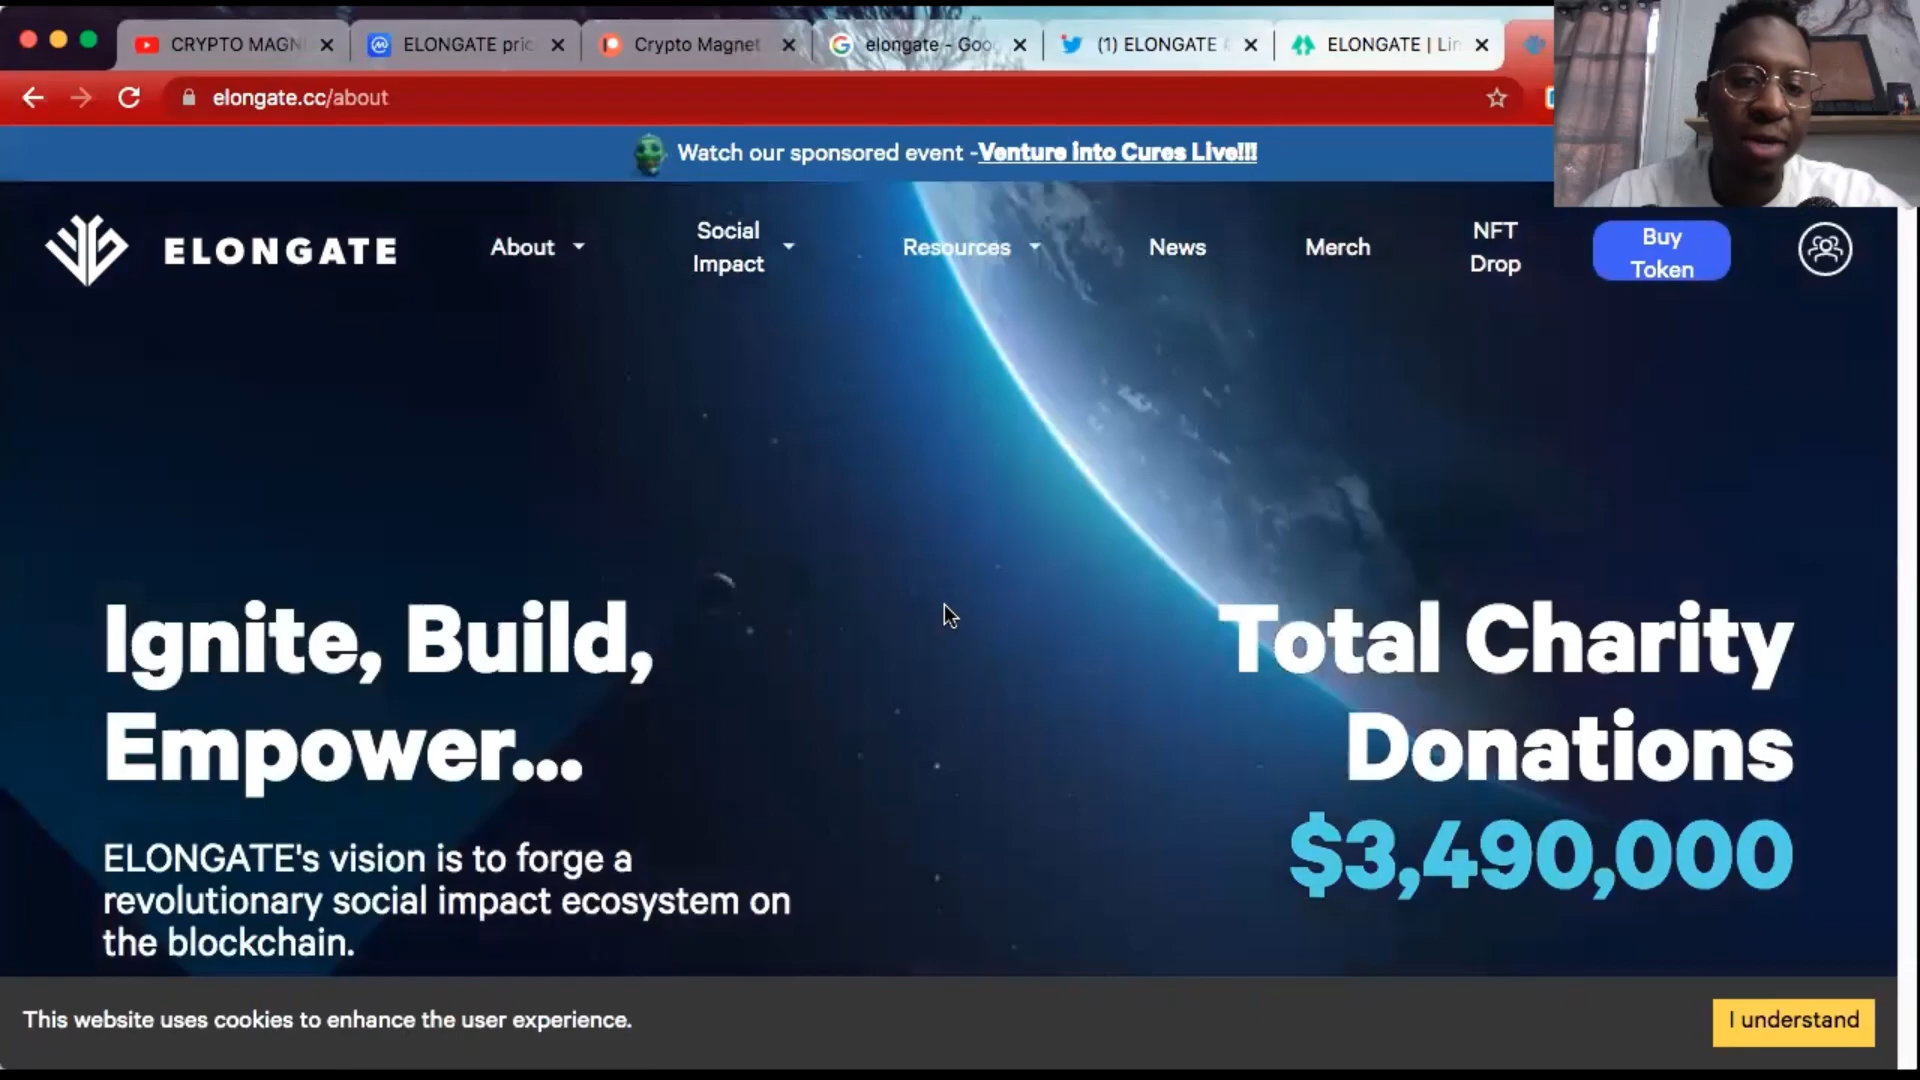 CRYPTO MAGN
ELONGATE pric
Crypto Magnet
elongate - Goo
(1) ELONGATE
ELONGATE | Lin
elongate.cc/about
Watch our sponsored event -Venture into Cures Live!!!
ELONGATE
About
Social
Impact
Resources
News
Merch
NFT
Drop
Buy
Token
Ignite, Build,
Empower...
ELONGATE's vision is to forge a
revolutionary social impact ecosystem on
the blockchain.
Total Charity
Donations
$3,490,000
This website uses cookies to enhance the user experience.
I understand